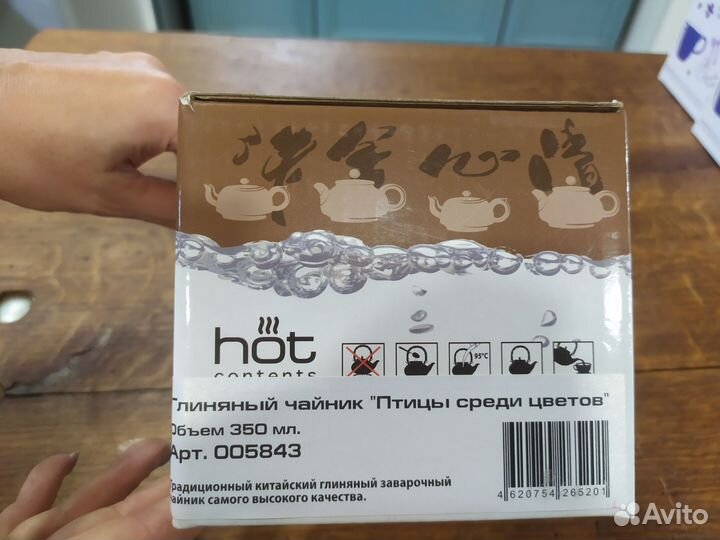 hot
contents
95°C
Глиняный чайник "Птицы среди цветов"
Объем 350 мл.
Арт. 005843
Традиционный китайский глиняный заварочный
чайник самого высокого качества.
4 620754 265201
Avito